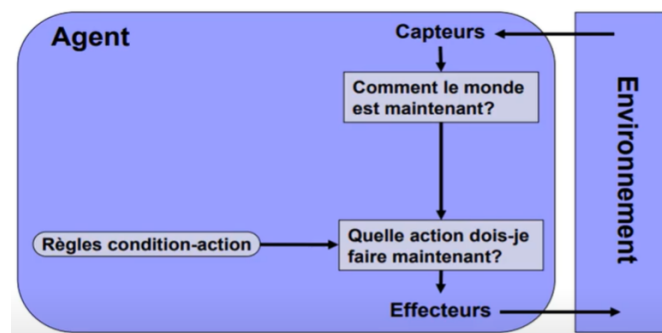 Agent
Capteurs
Comment le monde
est maintenant?
Environnement
Règles condition-action
Quelle action dois-je
faire maintenant?
Effecteurs